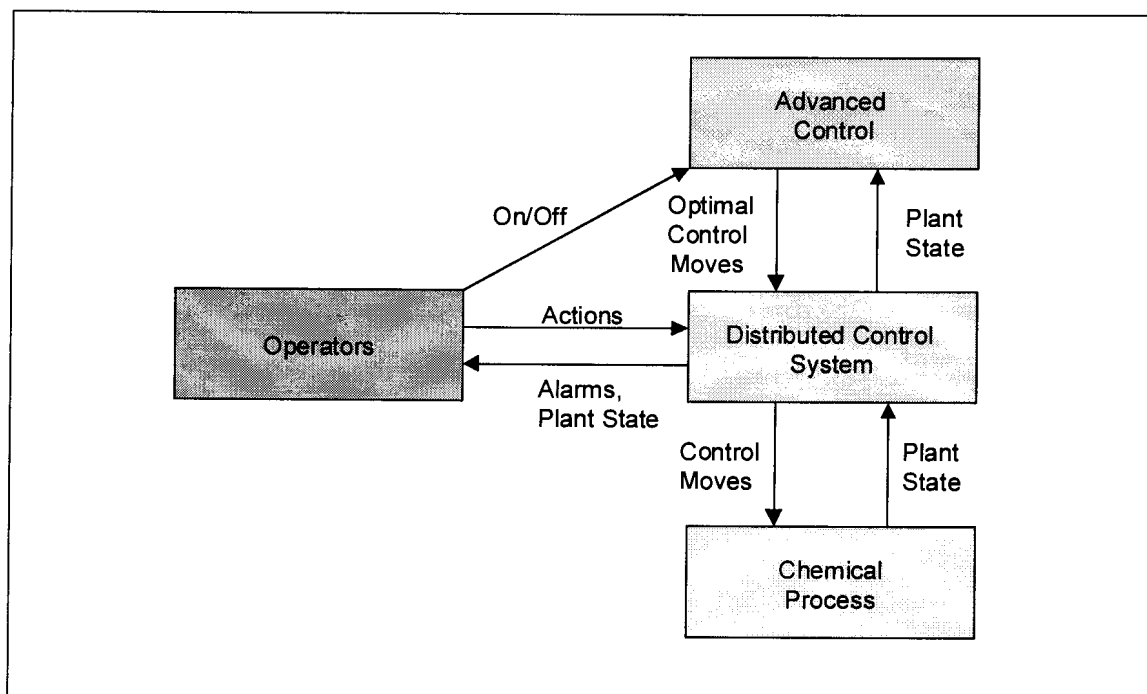 Advanced
Control
On/Off
Optimal
Control
Moves
Plant
State
Operators
Actions
Alarms,
Plant State
Distributed Control
System
Control
Moves
Plant
State
Chemical
Process